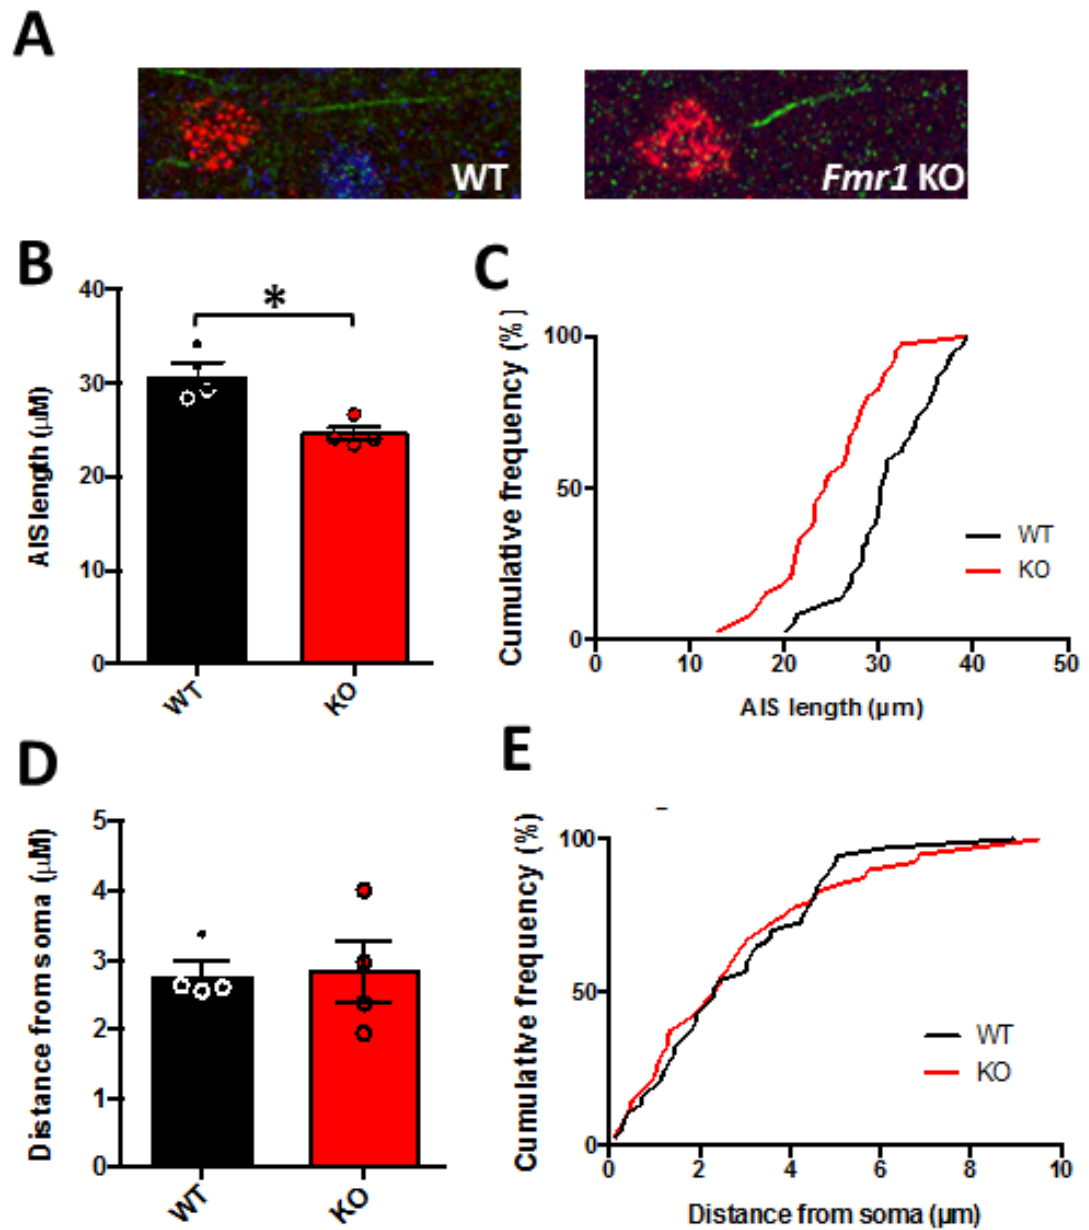 A
WT
Fmr1 KO
B
*
40
30
20
10
0
AIS length (μM)
WT
KO
C
Cumulative frequency (%]
100
50
0
0 10 20 30 40 50
AIS length (µm)
WT
KO
D
5
4
3
2
1
0
Distance from soma (μM)
WT
KO
E
Cumulative frequency (%)
100
50
0
0 2 4 6 8 10
Distance from soma (µm)
WT
KO